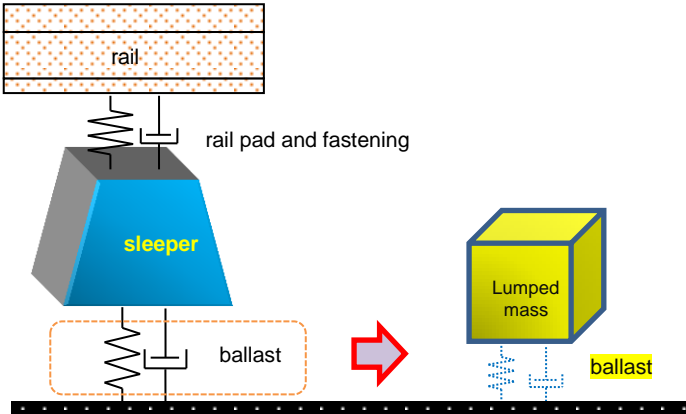 rail
rail pad and fastening
sleeper
ballast
Lumped
mass
ballast